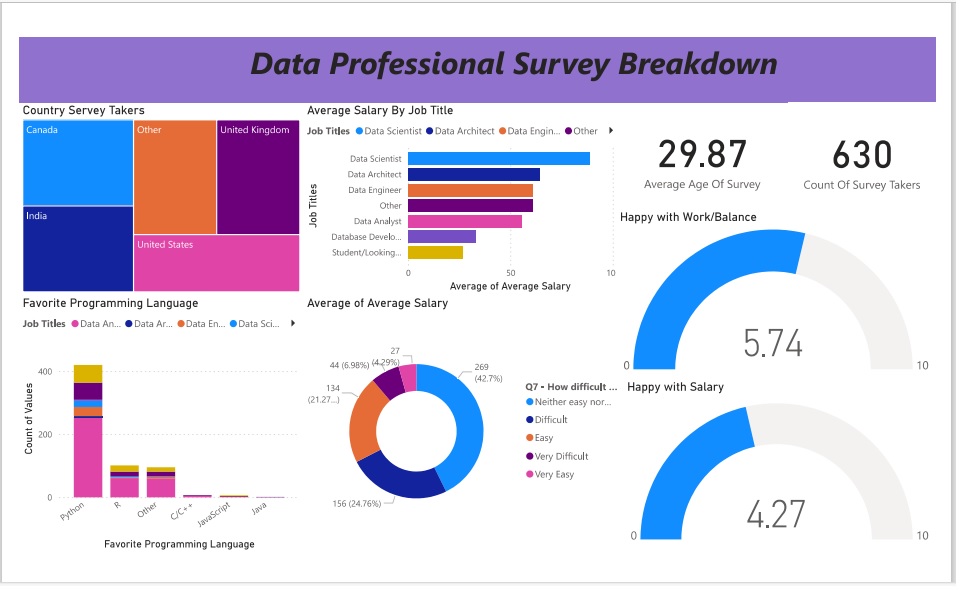 Data Professional Survey Breakdown
Country Servey Takers
Canada
Other
United Kingdom
India
United States
Average Salary By Job Title
Job Titles Data Scientist Data Architect Data Engin... Other
Job Titles
Data Scientist
Data Architect
Data Engineer
Other
Data Analyst
Database Develo...
Student/Looking...
0 50 10
Average of Average Salary
29.87
Average Age Of Survey
630
Count Of Survey Takers
Happy with Work/Balance
5.74
0 10
Favorite Programming Language
Job Titles Data An... Data Ar... Data En... Data Sci...
Count of Values
400
200
0
Python R Other C/C++ JavaScript Java
Favorite Programming Language
Average of Average Salary
27
(4.29%)
44 (6.98%)
269
(42.7%)
134
(21.27...)
156 (24.76%)
Q7 - How difficult ...
Neither easy nor...
Difficult
Easy
Very Difficult
Very Easy
Happy with Salary
4.27
0 10